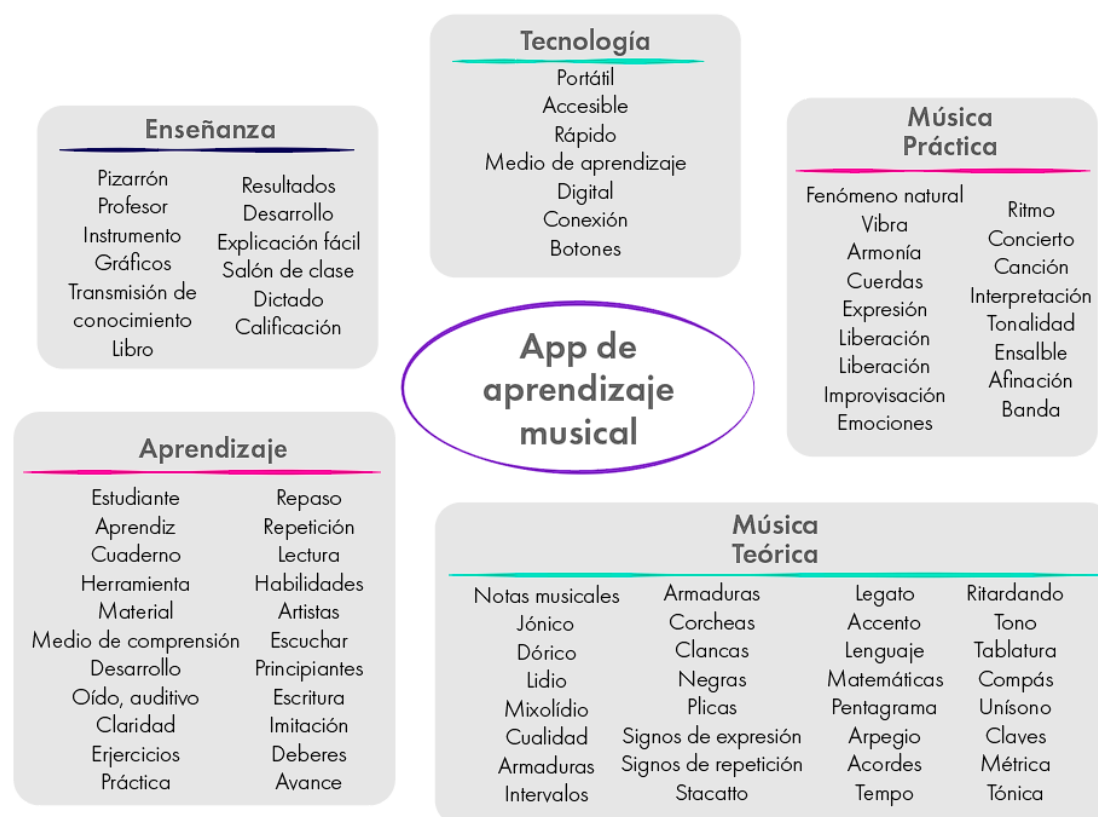 Tecnología
Portátil
Accesible
Rápido
Medio de aprendizaje
Digital
Conexión
Botones
Enseñanza
Pizarrón
Profesor
Instrumento
Gráficos
Transmisión de
conocimiento
Libro
Resultados
Desarrollo
Explicación fácil
Salón de clase
Dictado
Calificación
Música
Práctica
Fenómeno natural
Vibra
Armonía
Cuerdas
Expresión
Liberación
Liberación
Improvisación
Emociones
Ritmo
Concierto
Canción
Interpretación
Tonalidad
Ensalble
Afinación
Banda
App de
aprendizaje
musical
Aprendizaje
Estudiante
Aprendiz
Cuaderno
Herramienta
Material
Medio de comprensión
Desarrollo
Oído, auditivo
Claridad
Erjercicios
Práctica
Repaso
Repetición
Lectura
Habilidades
Artistas
Escuchar
Principiantes
Escritura
Imitación
Deberes
Avance
Música
Teórica
Notas musicales
Jónico
Dórico
Lidio
Mixolídio
Cualidad
Armaduras
Intervalos
Armaduras
Corcheas
Clancas
Negras
Plicas
Signos de expresión
Signos de repetición
Stacatto
Legato
Accento
Lenguaje
Matemáticas
Pentagrama
Arpegio
Acordes
Tempo
Ritardando
Tono
Tablatura
Compás
Unísono
Claves
Métrica
Tónica